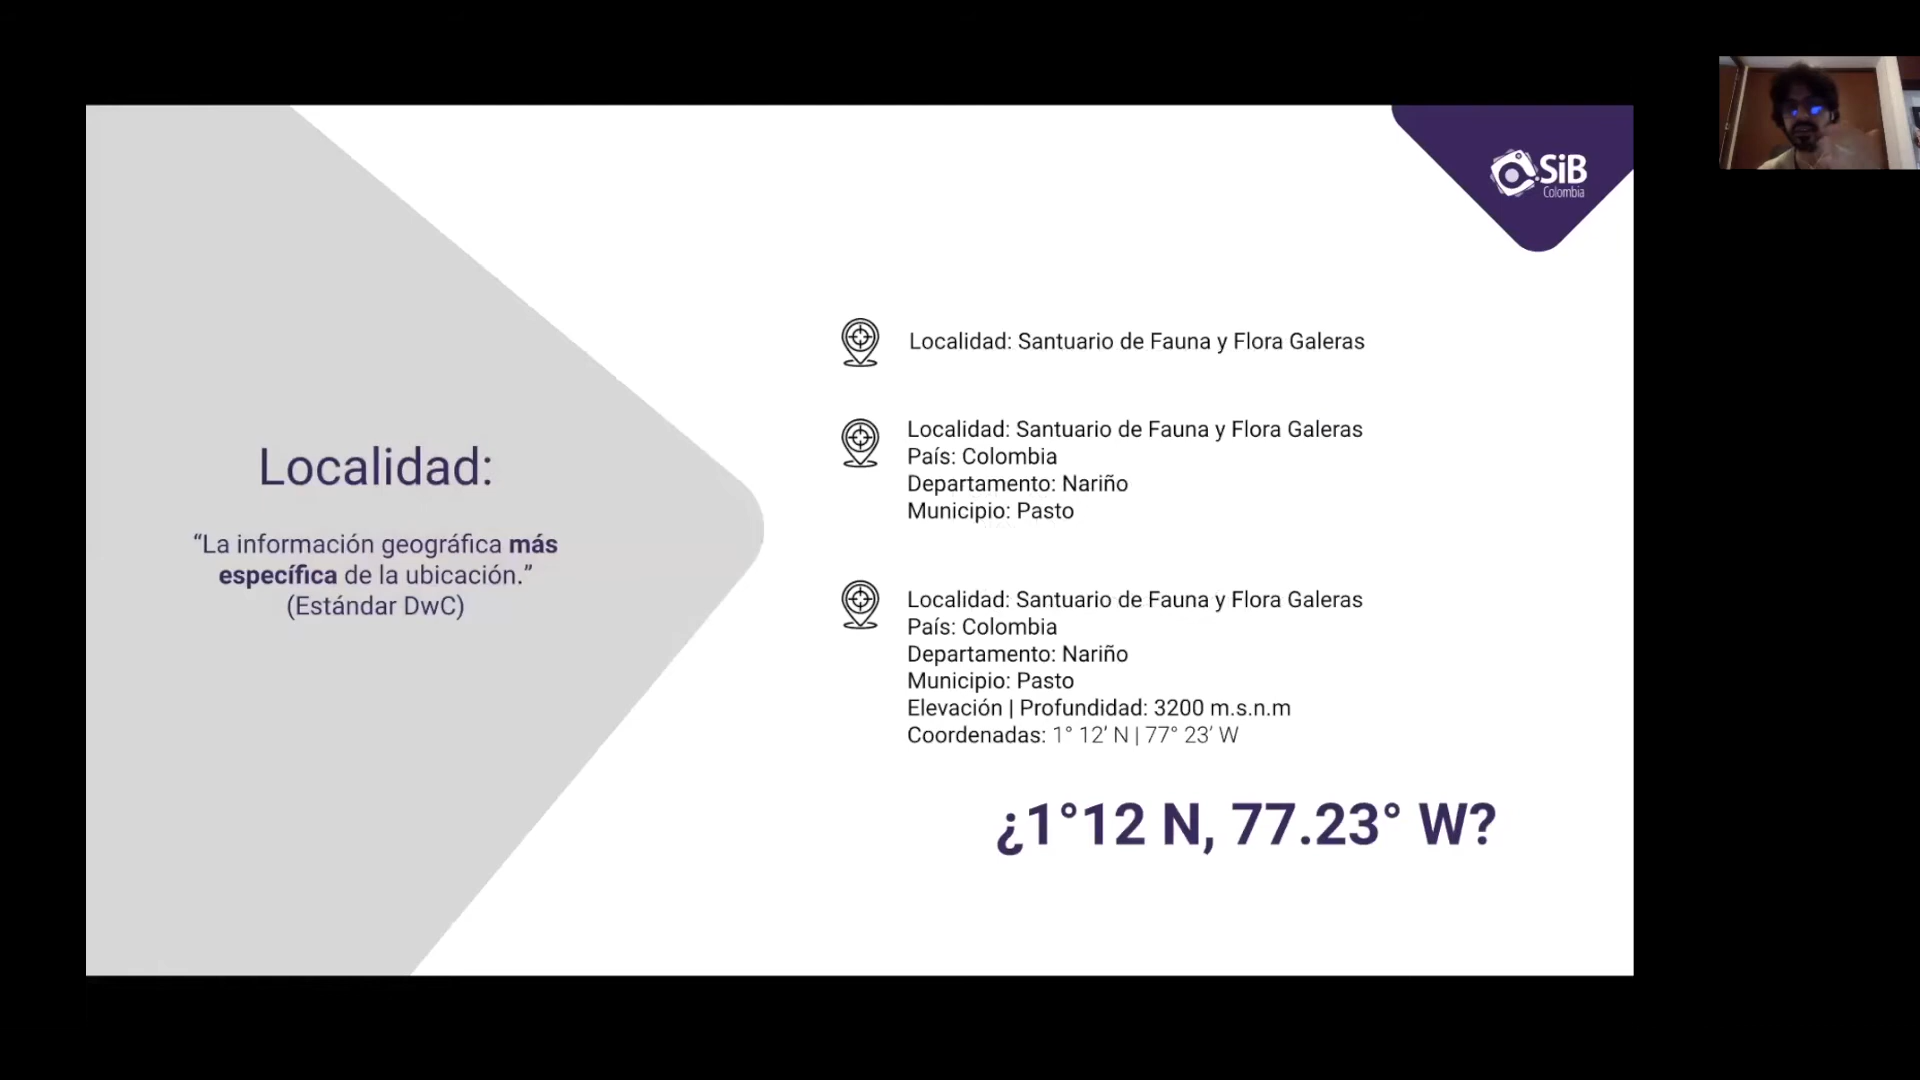 SiB
Colombia
Localidad:
“La información geográfica más
específica de la ubicación.”
(Estándar DwC)
Localidad: Santuario de Fauna y Flora Galeras
Localidad: Santuario de Fauna y Flora Galeras
País: Colombia
Departamento: Nariño
Municipio: Pasto
Localidad: Santuario de Fauna y Flora Galeras
País: Colombia
Departamento: Nariño
Municipio: Pasto
Elevación | Profundidad: 3200 m.s.n.m
Coordenadas: 1° 12’ N | 77° 23’ W
¿1°12 N, 77.23° W?